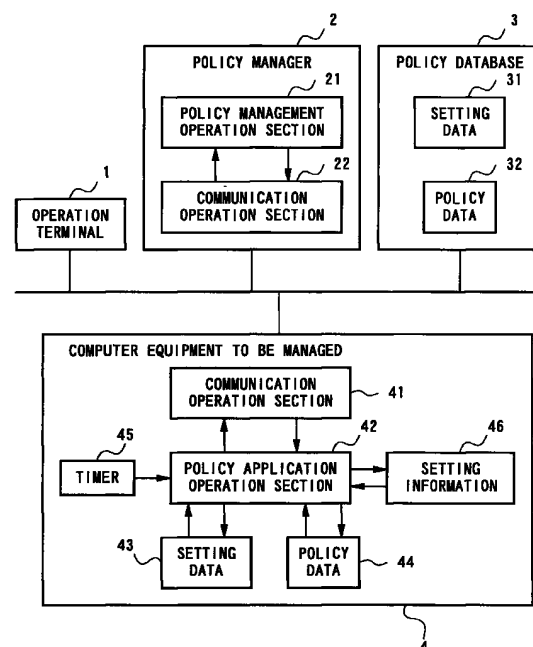 2
POLICY MANAGER
21
POLICY MANAGEMENT
OPERATION SECTION
22
COMMUNICATION
OPERATION SECTION
3
POLICY DATABASE
31
SETTING
DATA
32
POLICY
DATA
1
OPERATION
TERMINAL
COMPUTER EQUIPMENT TO BE MANAGED
COMMUNICATION
OPERATION SECTION
41
42
45
TIMER
POLICY APPLICATION
OPERATION SECTION
46
SETTING
INFORMATION
43
SETTING
DATA
POLICY
DATA
44
4